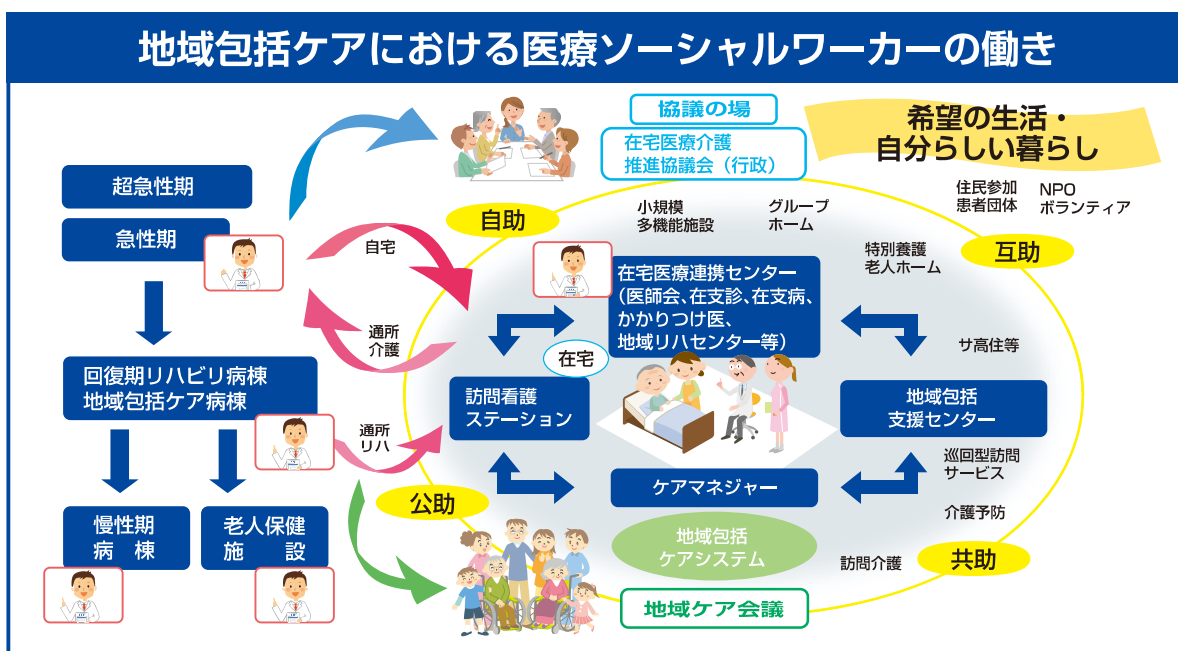 地域包括ケアにおける医療ソーシャルワーカーの働き
協議の場
在宅医療介護
推進協議会（行政）
希望の生活・
自分らしい暮らし
超急性期
急性期
回復期リハビリ病棟
地域包括ケア病棟
慢性期
病　棟
老人保健
施　　設
自宅
通所
介護
通所
リハ
自助
互助
公助
共助
小規模
多機能施設
グループ
ホーム
住民参加
患者団体
NPO
ボランティア
特別養護
老人ホーム
サ高住等
巡回型訪問
サービス
介護予防
訪問介護
在宅医療連携センター
（医師会、在支診、在支病、
かかりつけ医、
地域リハセンター等）
在宅
訪問看護
ステーション
地域包括
支援センター
ケアマネジャー
地域包括
ケアシステム
地域ケア会議